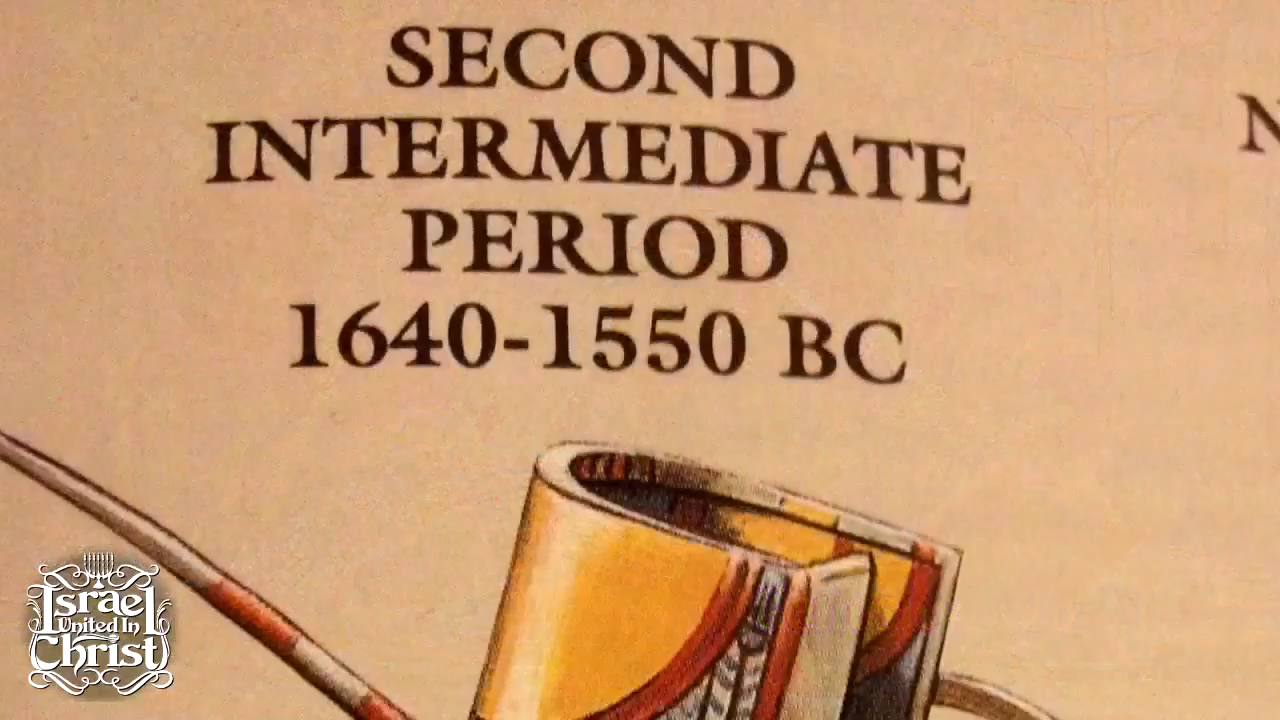 SECOND
INTERMEDIATE
PERIOD
1640-1550 BC
N
Israel
United In
Christ